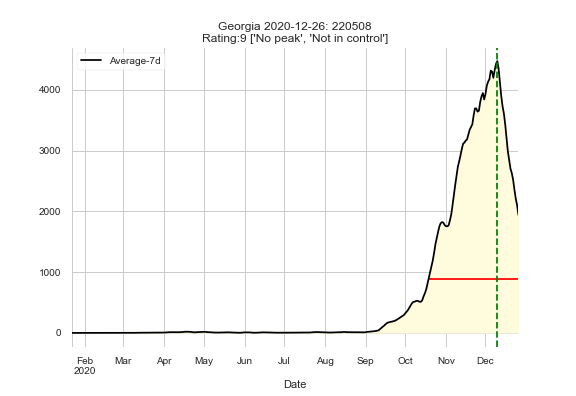 Georgia 2020-12-26: 220508
Rating:9 ['No peak', 'Not in control']
Average-7d
4000
3000
2000
1000
0
Feb Mar Apr May Jun Jul Aug Sep Oct Nov Dec
2020
Date